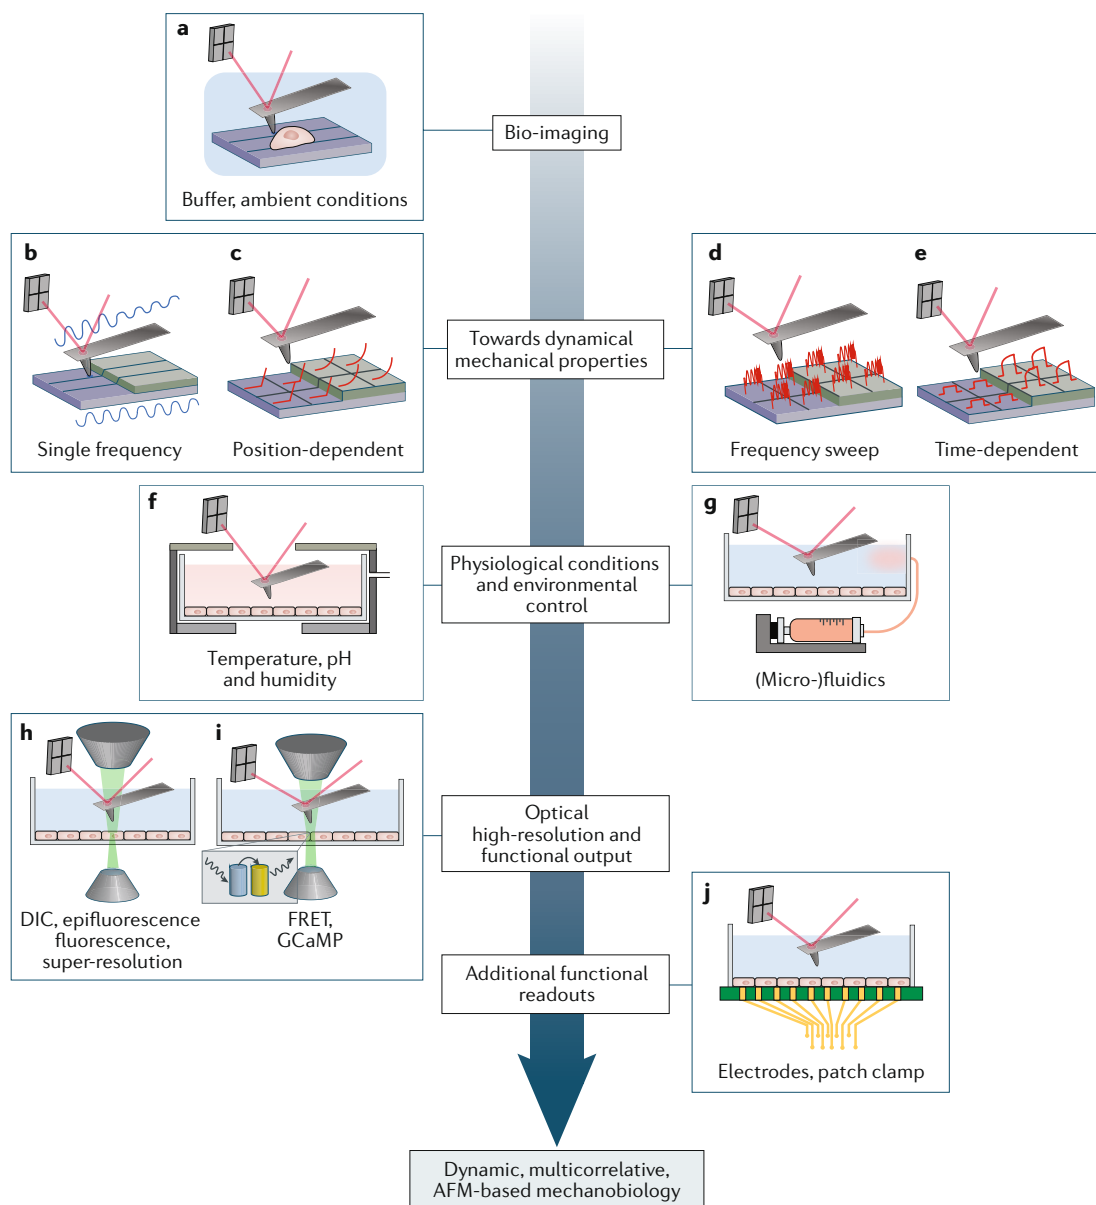 a
Buffer, ambient conditions
Bio-imaging
b
c
Single frequency
Position-dependent
Towards dynamical
mechanical properties
d
e
Frequency sweep
Time-dependent
f
Temperature, pH
and humidity
Physiological conditions
and environmental
control
g
(Micro-)fluidics
h
i
DIC, epifluorescence
fluorescence,
super-resolution
FRET,
GCaMP
Optical
high-resolution and
functional output
j
Additional functional
readouts
Electrodes, patch clamp
Dynamic, multicorrelative,
AFM-based mechanobiology